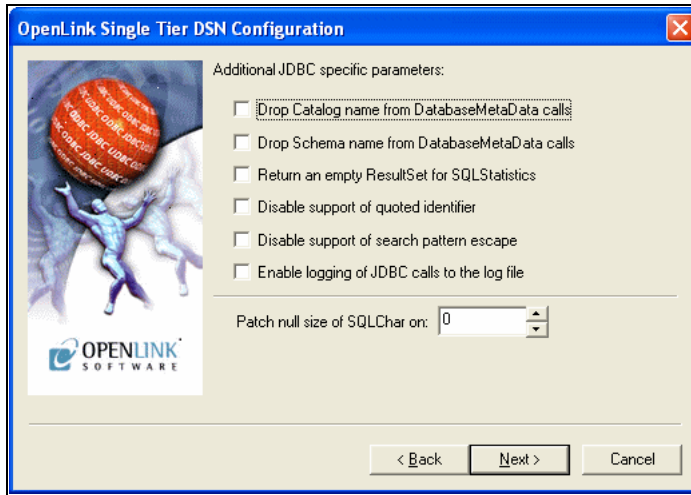 OpenLink Single Tier DSN Configuration
Additional JDBC specific parameters:
Drop Catalog name from DatabaseMetaData calls
Drop Schema name from DatabaseMetaData calls
Return an empty ResultSet for SQLStatistics
Disable support of quoted identifier
Disable support of search pattern escape
Enable logging of JDBC calls to the log file
Patch null size of SQLChar on: 0
OPENLINK
SOFTWARE
< Back
Next >
Cancel